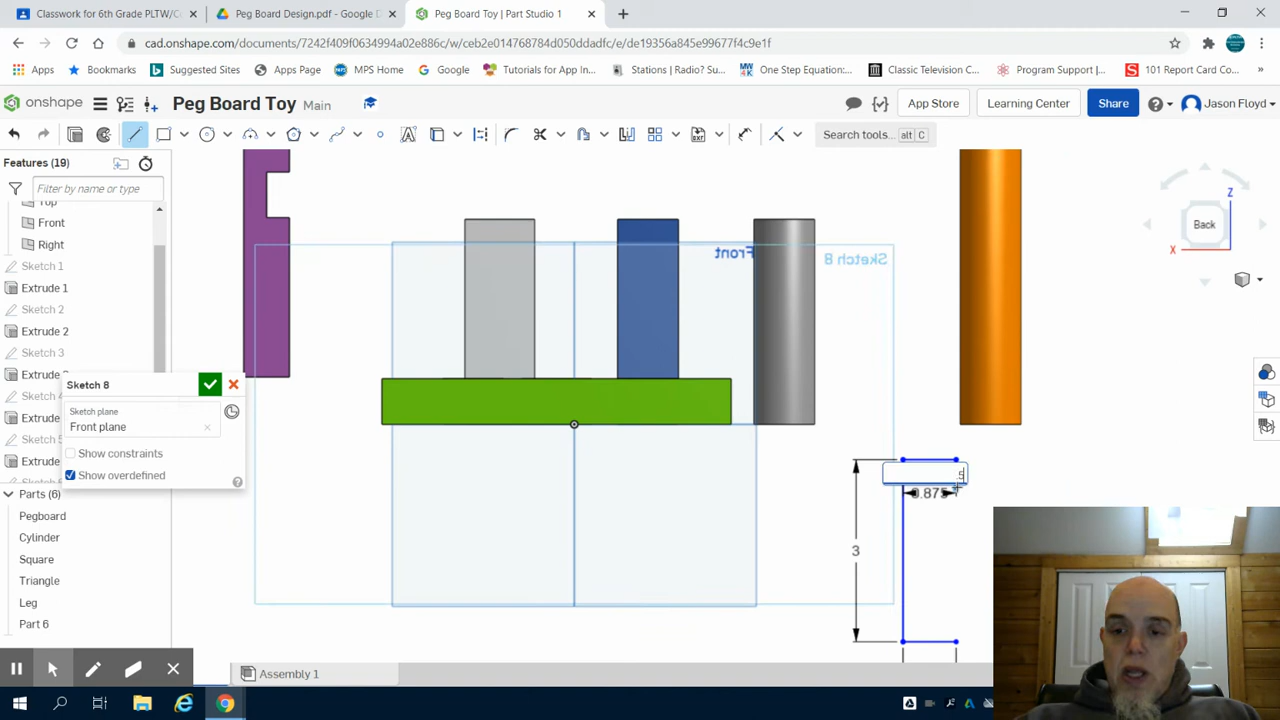 Classwork for 6th Grade PLTW/C
Peg Board Design.pdf - Google D
Peg Board Toy | Part Studio 1
cad.onshape.com/documents/7242f409f0634994a02e886c/w/ceb2e014768784d050ddadfc/e/de19356a845e99677f4c9e1f
Apps
Bookmarks
Suggested Sites
Apps Page
MPS Home
Google
Tutorials for App In...
Stations | Radio? Su...
One Step Equation:...
Classic Television C...
Program Support |...
101 Report Card Co...
onshape
Peg Board Toy
Main
App Store
Learning Center
Share
Jason Floyd
Search tools...
alt
C
Features (19)
Filter by name or type
Top
Front
Right
Sketch 1
Extrude 1
Sketch 2
Extrude 2
Sketch 3
Sketch 8
Sketch plane
Front plane
Show constraints
Show overdefined
Parts (6)
Pegboard
Cylinder
Square
Triangle
Leg
Part 6
Front
Sketch 8
Back
Z
X
.5
0.875
3
Assembly 1